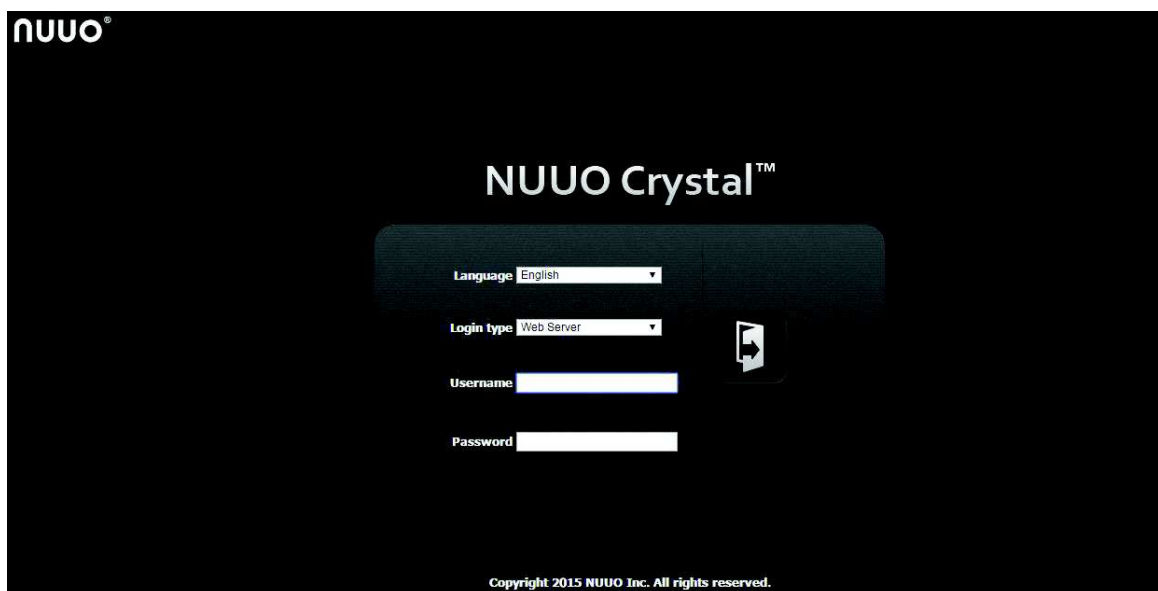 nuuo®
NUUO Crystal™
Language English
Login type Web Server
Username
Password
Copyright 2015 NUUO Inc. All rights reserved.